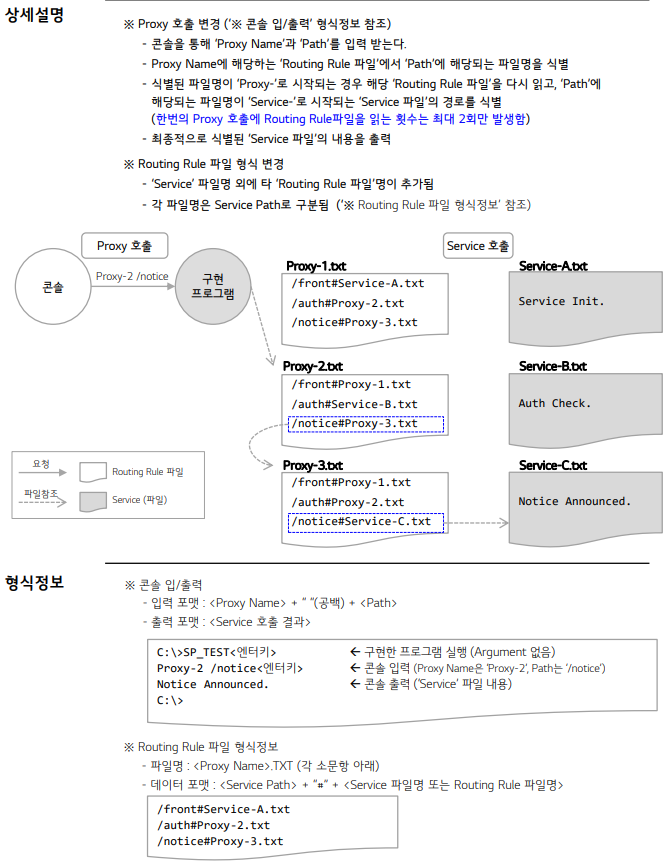 상세설명
※ Proxy 호출 변경 (‘※ 콘솔 입/출력’ 형식정보 참조)
- 콘솔을 통해 ‘Proxy Name’과 ‘Path’를 입력 받는다.
- Proxy Name에 해당하는 ‘Routing Rule 파일’에서 ‘Path’에 해당되는 파일명을 식별
- 식별된 파일명이 ‘Proxy-’로 시작되는 경우 해당 ‘Routing Rule 파일’을 다시 읽고, ‘Path’에
해당되는 파일명이 ‘Service-’로 시작되는 ‘Service 파일’의 경로를 식별
(한번의 Proxy 호출에 Routing Rule파일을 읽는 횟수는 최대 2회만 발생함)
- 최종적으로 식별된 ‘Service 파일’의 내용을 출력
※ Routing Rule 파일 형식 변경
- ‘Service’ 파일명 외에 타 ‘Routing Rule 파일’명이 추가됨
- 각 파일명은 Service Path로 구분됨 (‘※ Routing Rule 파일 형식정보’ 참조)
Proxy 호출
Service 호출
콘솔
Proxy-2 /notice
구현
프로그램
Proxy-1.txt
/front#Service-A.txt
/auth#Proxy-2.txt
/notice#Proxy-3.txt
Service-A.txt
Service Init.
Proxy-2.txt
/front#Proxy-1.txt
/auth#Service-B.txt
/notice#Proxy-3.txt
Service-B.txt
Auth Check.
Proxy-3.txt
/front#Proxy-1.txt
/auth#Proxy-2.txt
/notice#Service-C.txt
Service-C.txt
Notice Announced.
요청
Routing Rule 파일
파일참조
Service (파일)
형식정보
※ 콘솔 입/출력
- 입력 포맷 : <Proxy Name> + “ “(공백) + <Path>
- 출력 포맷 : <Service 호출 결과>
C:\>SP_TEST<엔터키> ← 구현한 프로그램 실행 (Argument 없음)
Proxy-2 /notice<엔터키> ← 콘솔 입력 (Proxy Name은 ‘Proxy-2’, Path는 ‘/notice’)
Notice Announced. ← 콘솔 출력 (‘Service’ 파일 내용)
C:\>
※ Routing Rule 파일 형식정보
- 파일명 : <Proxy Name>.TXT (각 소문항 아래)
- 데이터 포맷 : <Service Path> + “#“ + <Service 파일명 또는 Routing Rule 파일명>
/front#Service-A.txt
/auth#Proxy-2.txt
/notice#Proxy-3.txt